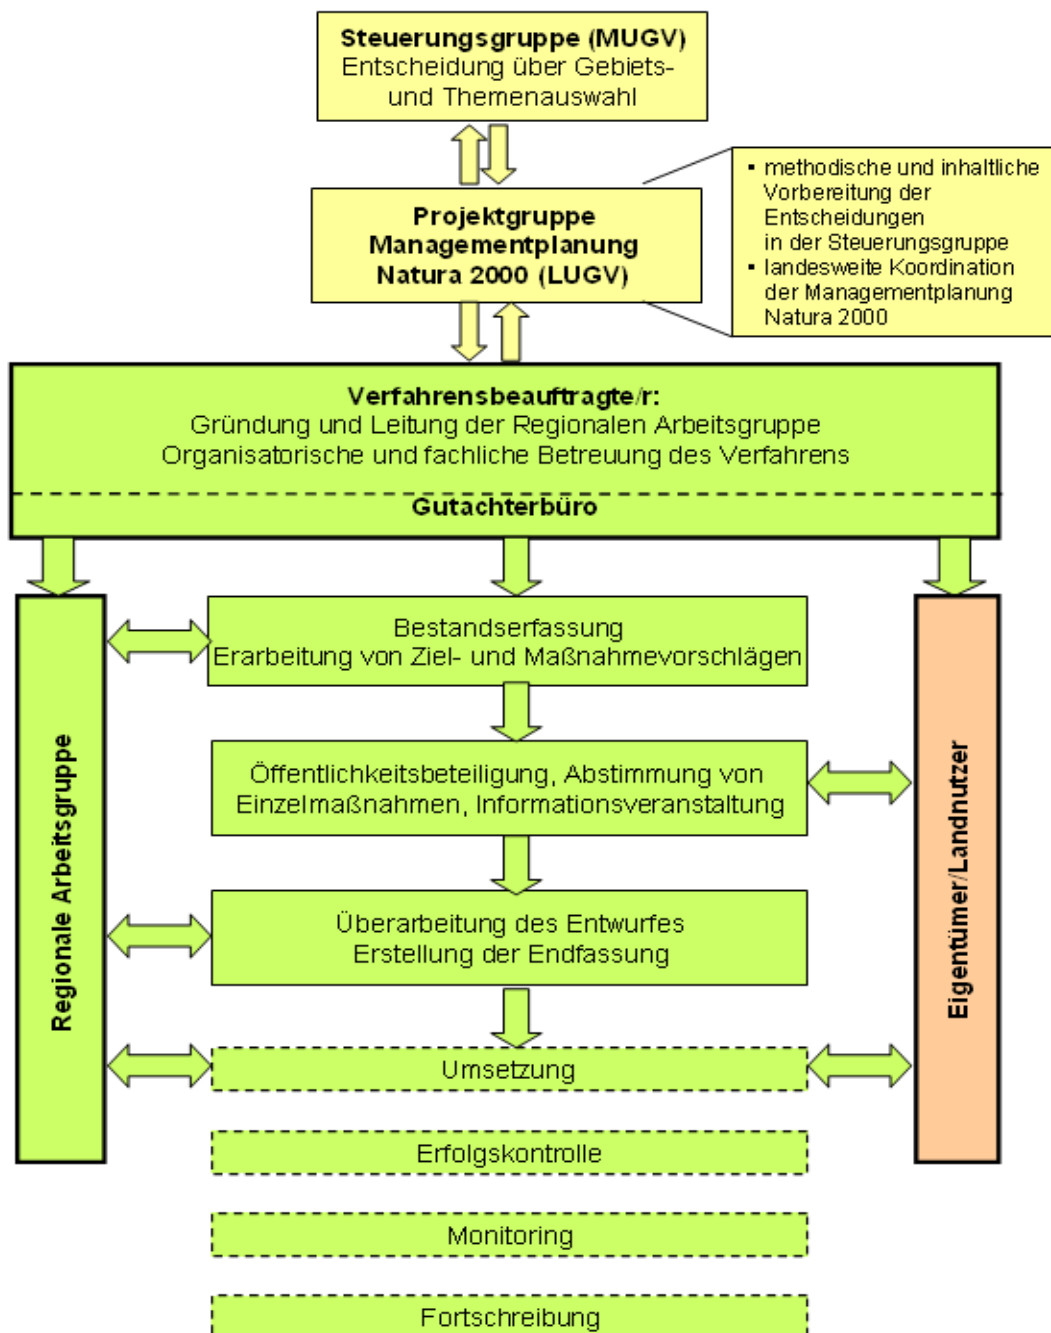 Steuerungsgruppe (MUGV)
Entscheidung über Gebiets-
und Themenauswahl
Projektgruppe
Managementplanung
Natura 2000 (LUGV)
▪ methodische und inhaltliche
Vorbereitung der
Entscheidungen
in der Steuerungsgruppe
▪ landesweite Koordination
der Managementplanung
Natura 2000
Verfahrensbeauftragte/r:
Gründung und Leitung der Regionalen Arbeitsgruppe
Organisatorische und fachliche Betreuung des Verfahrens
Gutachterbüro
Regionale Arbeitsgruppe
Bestandserfassung
Erarbeitung von Ziel- und Maßnahmevorschlägen
Öffentlichkeitsbeteiligung, Abstimmung von
Einzelmaßnahmen, Informationsveranstaltung
Überarbeitung des Entwurfes
Erstellung der Endfassung
Umsetzung
Erfolgskontrolle
Monitoring
Fortschreibung
Eigentümer/Landnutzer